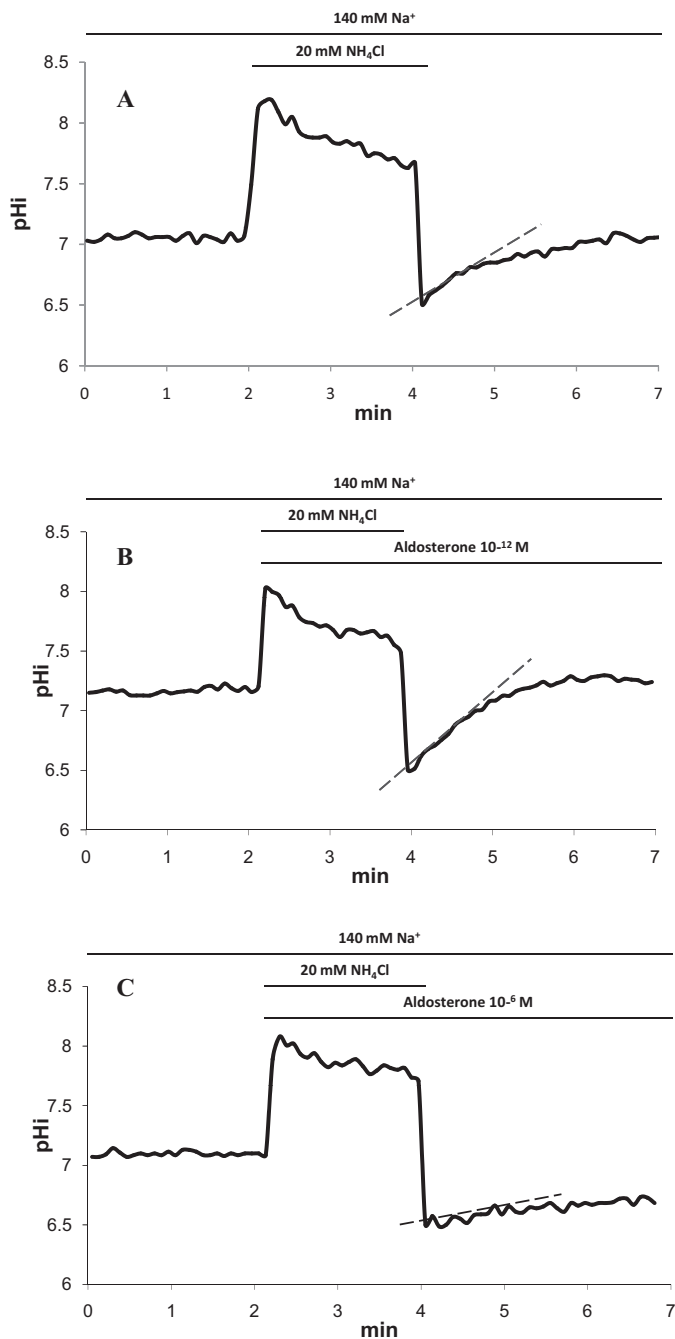 140 mM Na⁺
20 mM NH₄Cl
A
8.5
8
7.5
7
6.5
6
pHi
0 1 2 3 4 5 6 7
min
140 mM Na⁺
20 mM NH₄Cl
Aldosterone 10-¹² M
B
8.5
8
7.5
7
6.5
6
pHi
0 1 2 3 4 5 6 7
min
140 mM Na⁺
20 mM NH₄Cl
Aldosterone 10-⁶ M
C
8.5
8
7.5
7
6.5
6
pHi
0 1 2 3 4 5 6 7
min